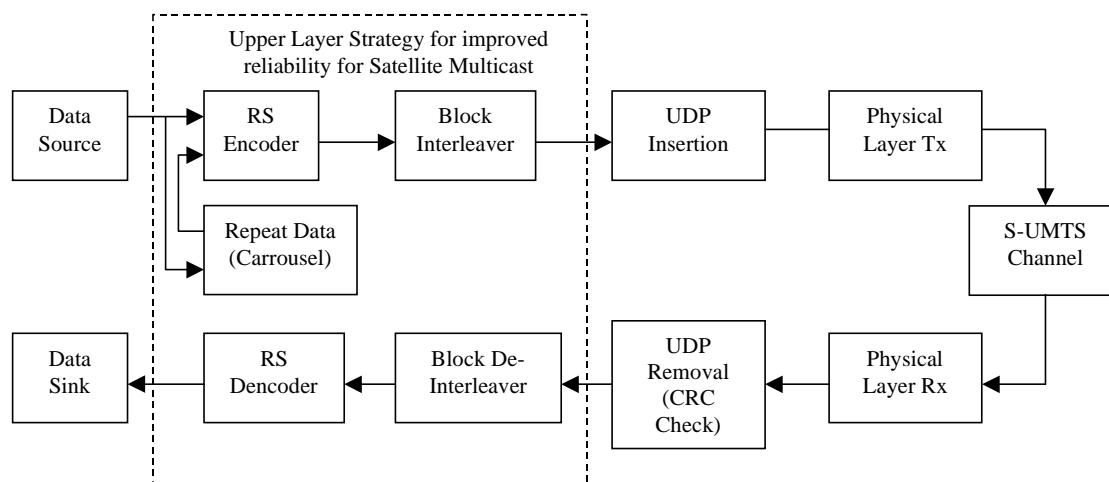 Upper Layer Strategy for improved
reliability for Satellite Multicast
Data
Source
RS
Encoder
Block
Interleaver
UDP
Insertion
Physical
Layer Tx
Repeat Data
(Carrousel)
S-UMTS
Channel
Data
Sink
RS
Dencoder
Block De-
Interleaver
UDP
Removal
(CRC
Check)
Physical
Layer Rx